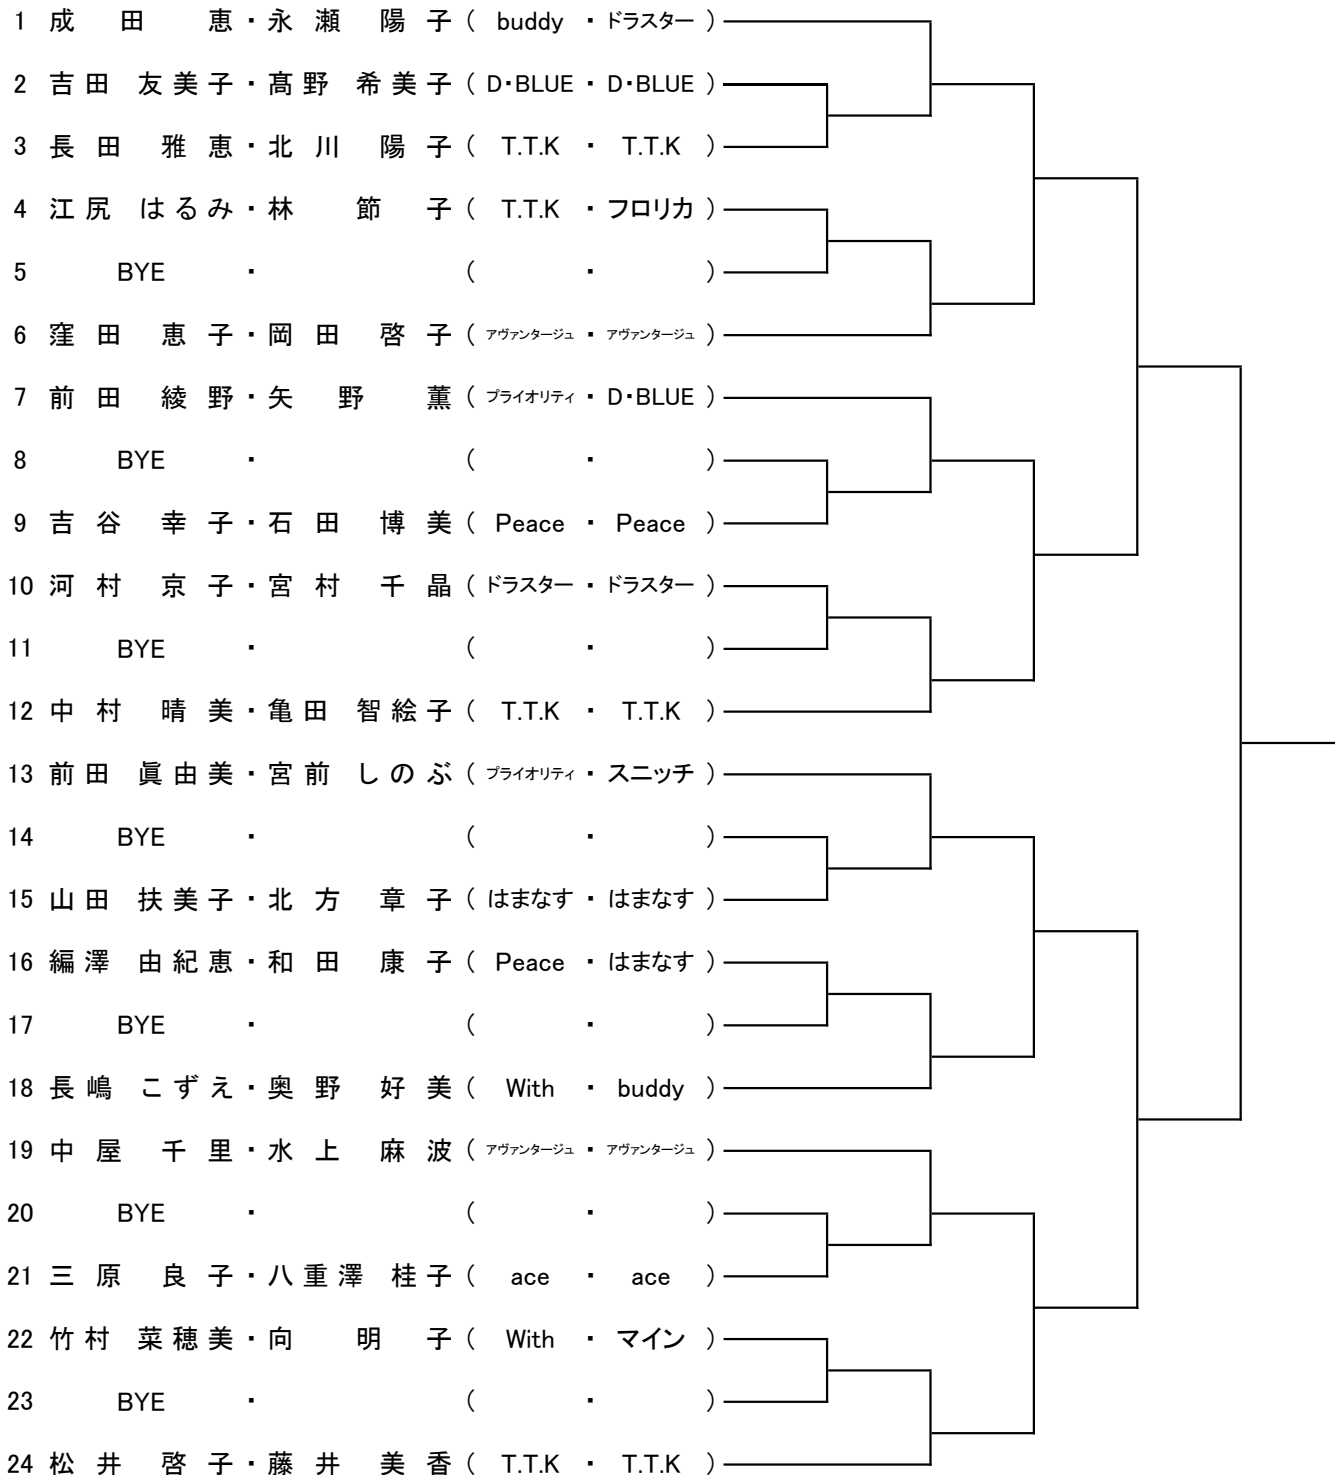 1 成田 恵・永瀬 陽子 ( buddy ・ ドラスター )
2 吉田 友美子・髙野 希美子 ( D・BLUE ・ D・BLUE )
3 長田 雅恵・北川 陽子 ( T.T.K ・ T.T.K )
4 江尻 はるみ・林 節子 ( T.T.K ・ フロリカ )
5 BYE ・ ( ・ )
6 窪田 恵子・岡田 啓子 ( アヴァンタージュ ・ アヴァンタージュ )
7 前田 綾野・矢野 薫 ( プライオリティ ・ D・BLUE )
8 BYE ・ ( ・ )
9 吉谷 幸子・石田 博美 ( Peace ・ Peace )
10 河村 京子・宮村 千晶 ( ドラスター ・ ドラスター )
11 BYE ・ ( ・ )
12 中村 晴美・亀田 智絵子 ( T.T.K ・ T.T.K )
13 前田 眞由美・宮前 しのぶ ( プライオリティ ・ スニッチ )
14 BYE ・ ( ・ )
15 山田 扶美子・北方 章子 ( はまなす ・ はまなす )
16 編澤 由紀恵・和田 康子 ( Peace ・ はまなす )
17 BYE ・ ( ・ )
18 長嶋 こずえ・奥野 好美 ( With ・ buddy )
19 中屋 千里・水上 麻波 ( アヴァンタージュ ・ アヴァンタージュ )
20 BYE ・ ( ・ )
21 三原 良子・八重澤 桂子 ( ace ・ ace )
22 竹村 菜穂美・向 明子 ( With ・ マイン )
23 BYE ・ ( ・ )
24 松井 啓子・藤井 美香 ( T.T.K ・ T.T.K )